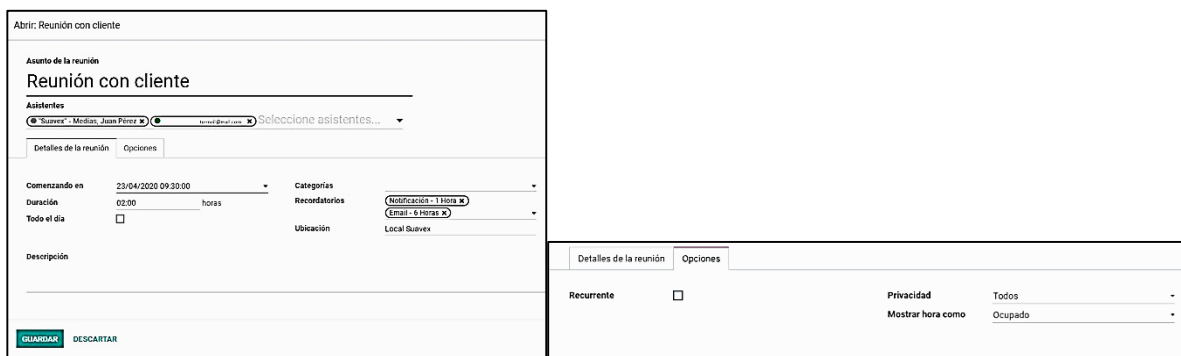 Abrir: Reunión con cliente
Asunto de la reunión
Reunión con cliente
Asistentes
"Suavex" - Medias, Juan Pérez x Seleccione asistentes...
Detalles de la reunión Opciones
Comenzando en 23/04/2020 09:30:00 Categorías
Duración 02:00 horas Recordatorios Notificación - 1 Hora x
Todo el día Email - 6 Horas x
Ubicación Local Suavex
Descripción
GUARDAR DESCARTAR
Detalles de la reunión Opciones
Recurrente Privacidad Todos
Mostrar hora como Ocupado